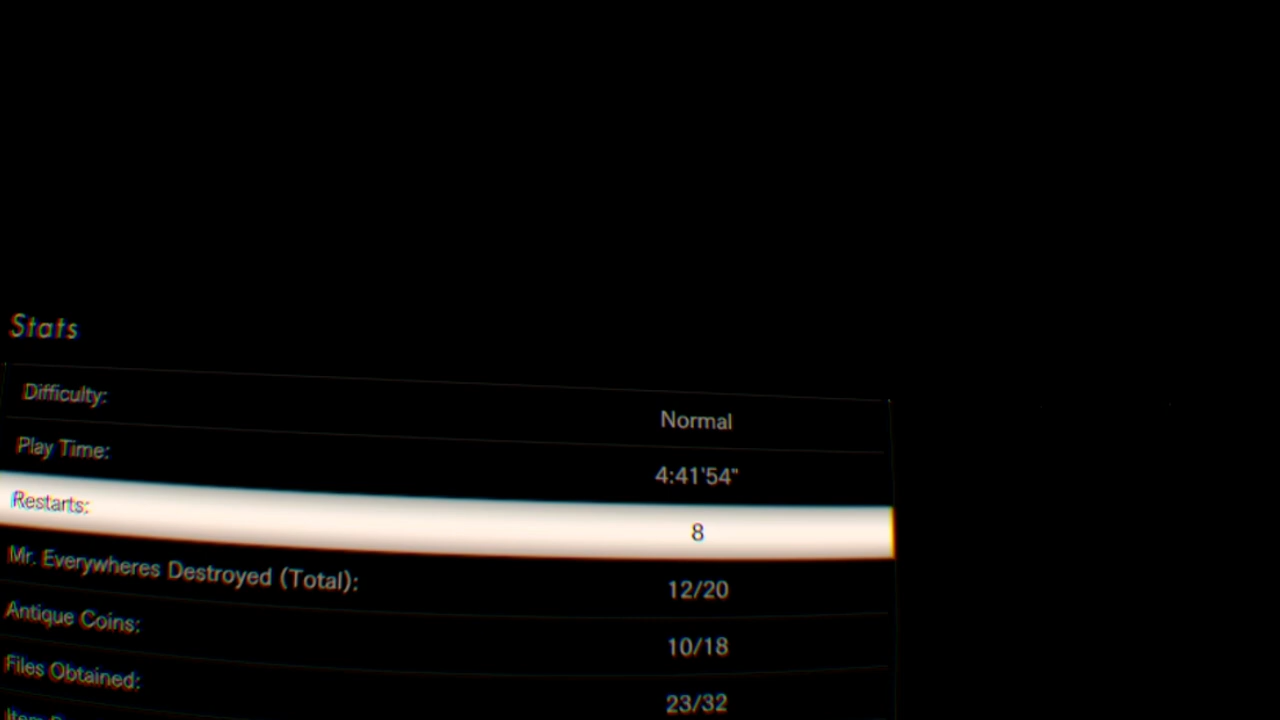 Stats
Difficulty: Normal
Play Time: 4:41'54"
Restarts: 8
Mr. Everywheres Destroyed (Total): 12/20
Antique Coins: 10/18
Files Obtained: 23/32